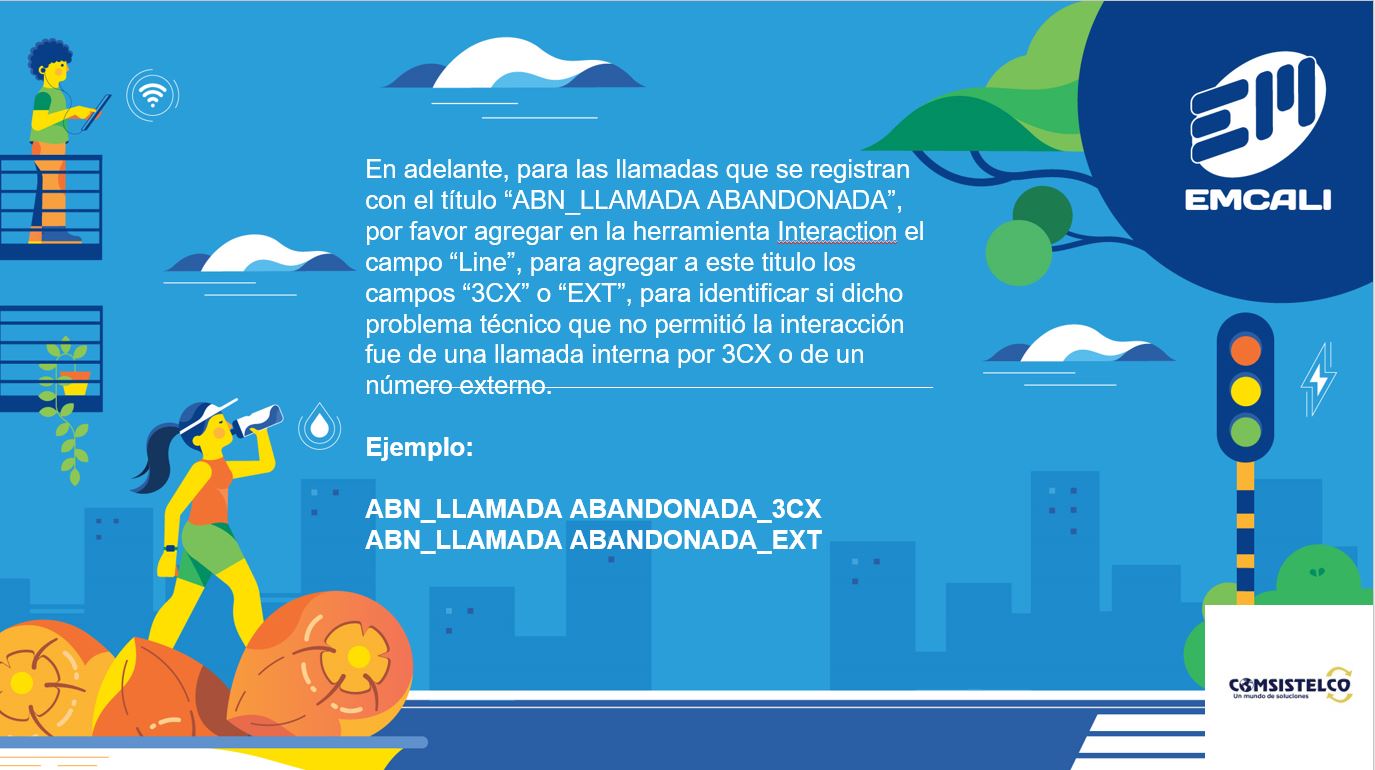 EMCALI
En adelante, para las llamadas que se registran
con el título “ABN_LLAMADA ABANDONADA”,
por favor agregar en la herramienta Interaction el
campo “Line”, para agregar a este titulo los
campos “3CX” o “EXT”, para identificar si dicho
problema técnico que no permitió la interacción
fue de una llamada interna por 3CX o de un
número externo.
Ejemplo:
ABN_LLAMADA ABANDONADA_3CX
ABN_LLAMADA ABANDONADA_EXT
COMSISTELCO
Un mundo de soluciones